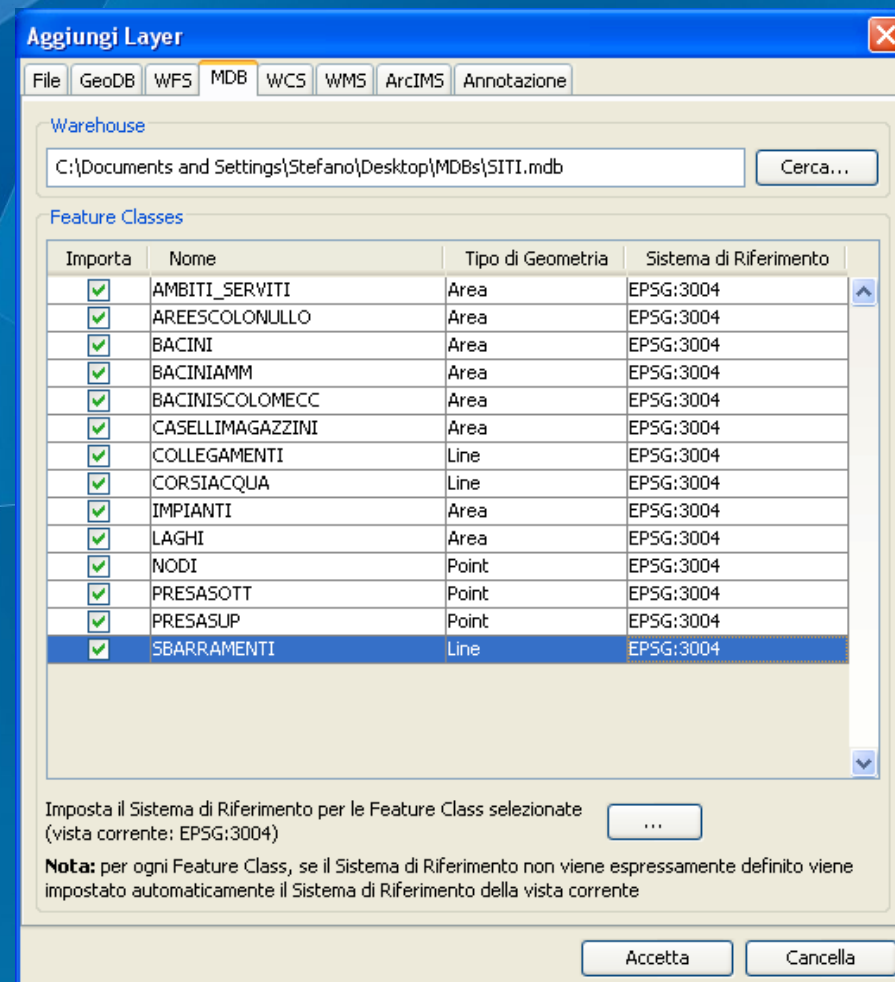 Aggiungi Layer
File GeoDB WFS MDB WCS WMS ArcIMS Annotazione
Warehouse
C:\Documents and Settings\Stefano\Desktop\MDBs\SITI.mdb Cerca...
Feature Classes
Importa Nome Tipo di Geometria Sistema di Riferimento
AMBITI_SERVITI Area EPSG:3004
AREESCOLONULLO Area EPSG:3004
BACINI Area EPSG:3004
BACINIAMM Area EPSG:3004
BACINISCOLOMECC Area EPSG:3004
CASELLIMAGAZZINI Area EPSG:3004
COLLEGAMENTI Line EPSG:3004
CORSIACQUA Line EPSG:3004
IMPIANTI Area EPSG:3004
LAGHI Area EPSG:3004
NODI Point EPSG:3004
PRESASOTT Point EPSG:3004
PRESASUP Point EPSG:3004
SBARRAMENTI Line EPSG:3004
Imposta il Sistema di Riferimento per le Feature Class selezionate
(vista corrente: EPSG:3004) ...
Nota: per ogni Feature Class, se il Sistema di Riferimento non viene espressamente definito viene
impostato automaticamente il Sistema di Riferimento della vista corrente
Accetta Cancella